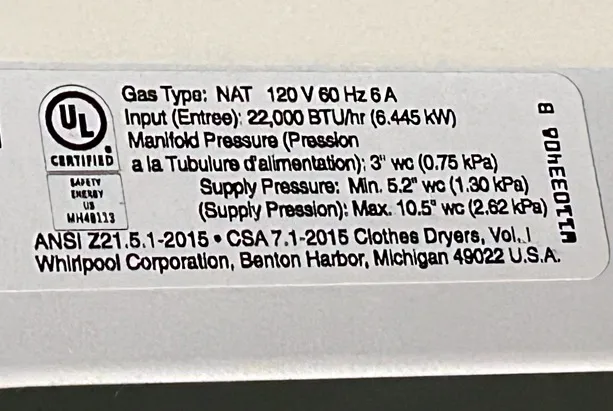 Gas Type: NAT 120 V 60 Hz 6 A
Input (Entree): 22,000 BTU/hr (6.445 kW)
Manifold Pressure (Pression
a la Tubulure d'alimentation): 3" wc (0.75 kPa)
Supply Pressure: Min. 5.2" wc (1.30 kPa)
(Supply Pression): Max. 10.5" wc (2.62 kPa)
ANSI Z21.5.1-2015 • CSA 7.1-2015 Clothes Dryers, Vol. I
Whirlpool Corporation, Benton Harbor, Michigan 49022 U.S.A.
UL
®
CERTIFIED
SAFETY
ENERGY
US
MH48113